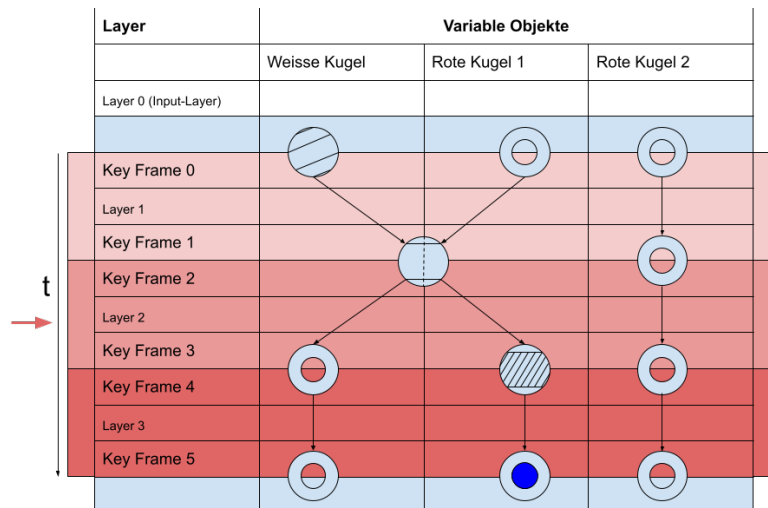 Layer Variable Objekte
Weisse Kugel Rote Kugel 1 Rote Kugel 2
Layer 0 (Input-Layer)
Key Frame 0
Layer 1
Key Frame 1
Key Frame 2
t
Layer 2
Key Frame 3
Key Frame 4
Layer 3
Key Frame 5